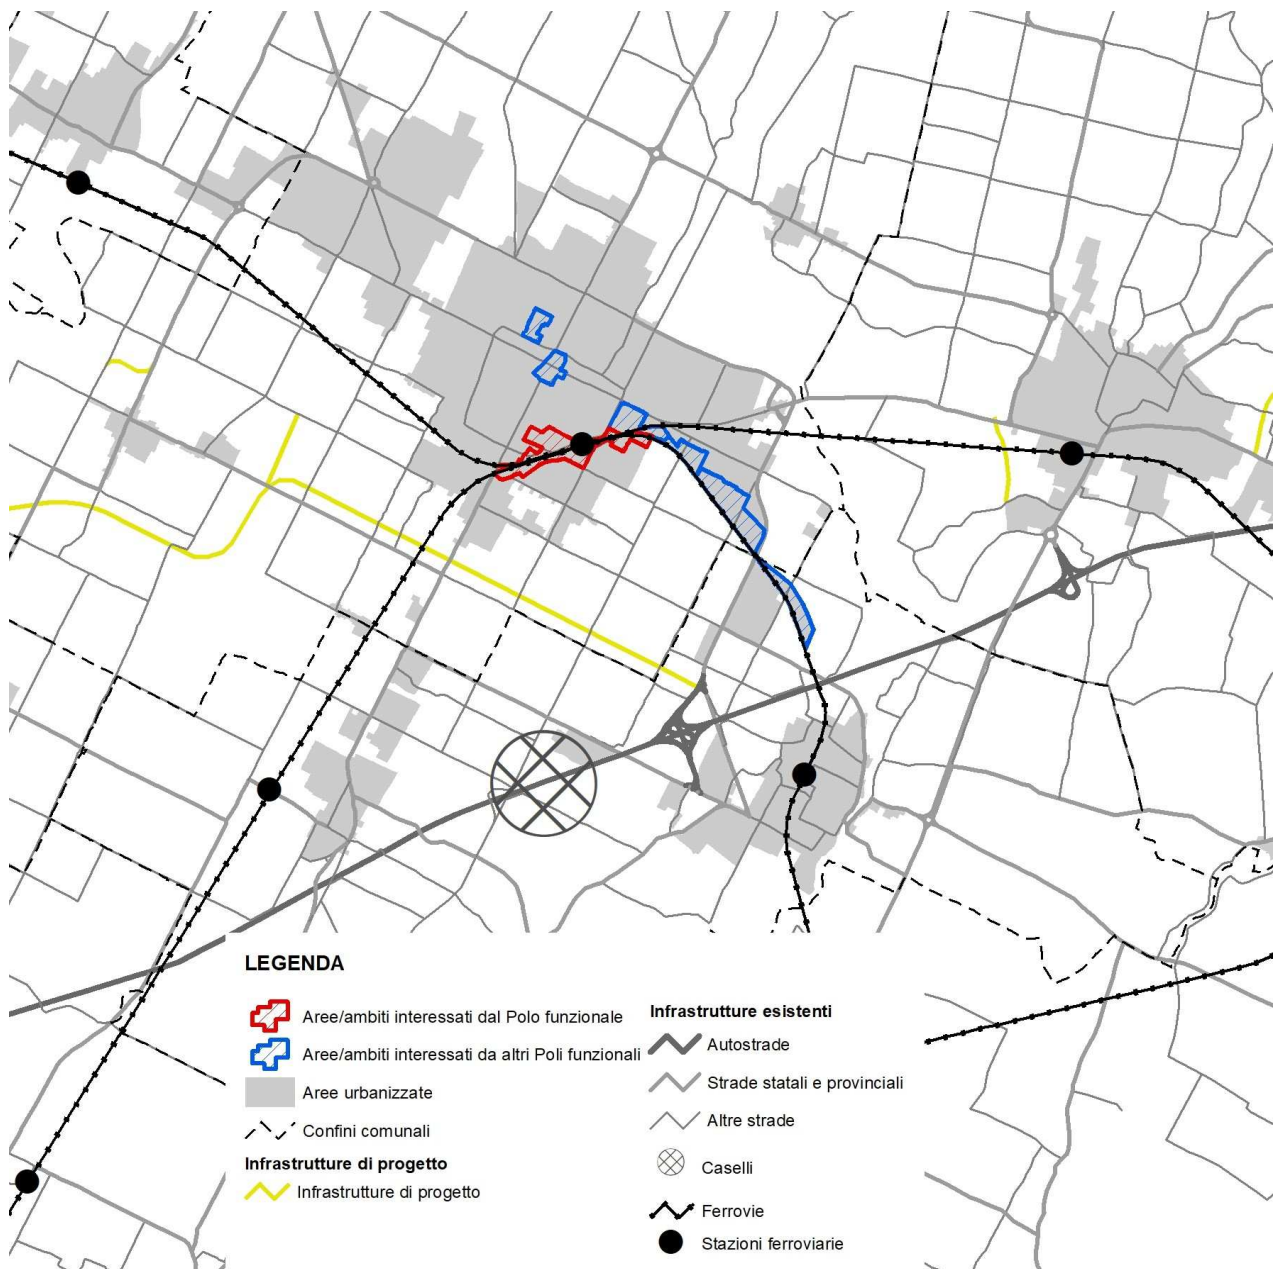 LEGENDA
Aree/ambiti interessati dal Polo funzionale
Aree/ambiti interessati da altri Poli funzionali
Aree urbanizzate
Confini comunali
Infrastrutture di progetto
Infrastrutture di progetto
Infrastrutture esistenti
Autostrade
Strade statali e provinciali
Altre strade
Caselli
Ferrovie
Stazioni ferroviarie